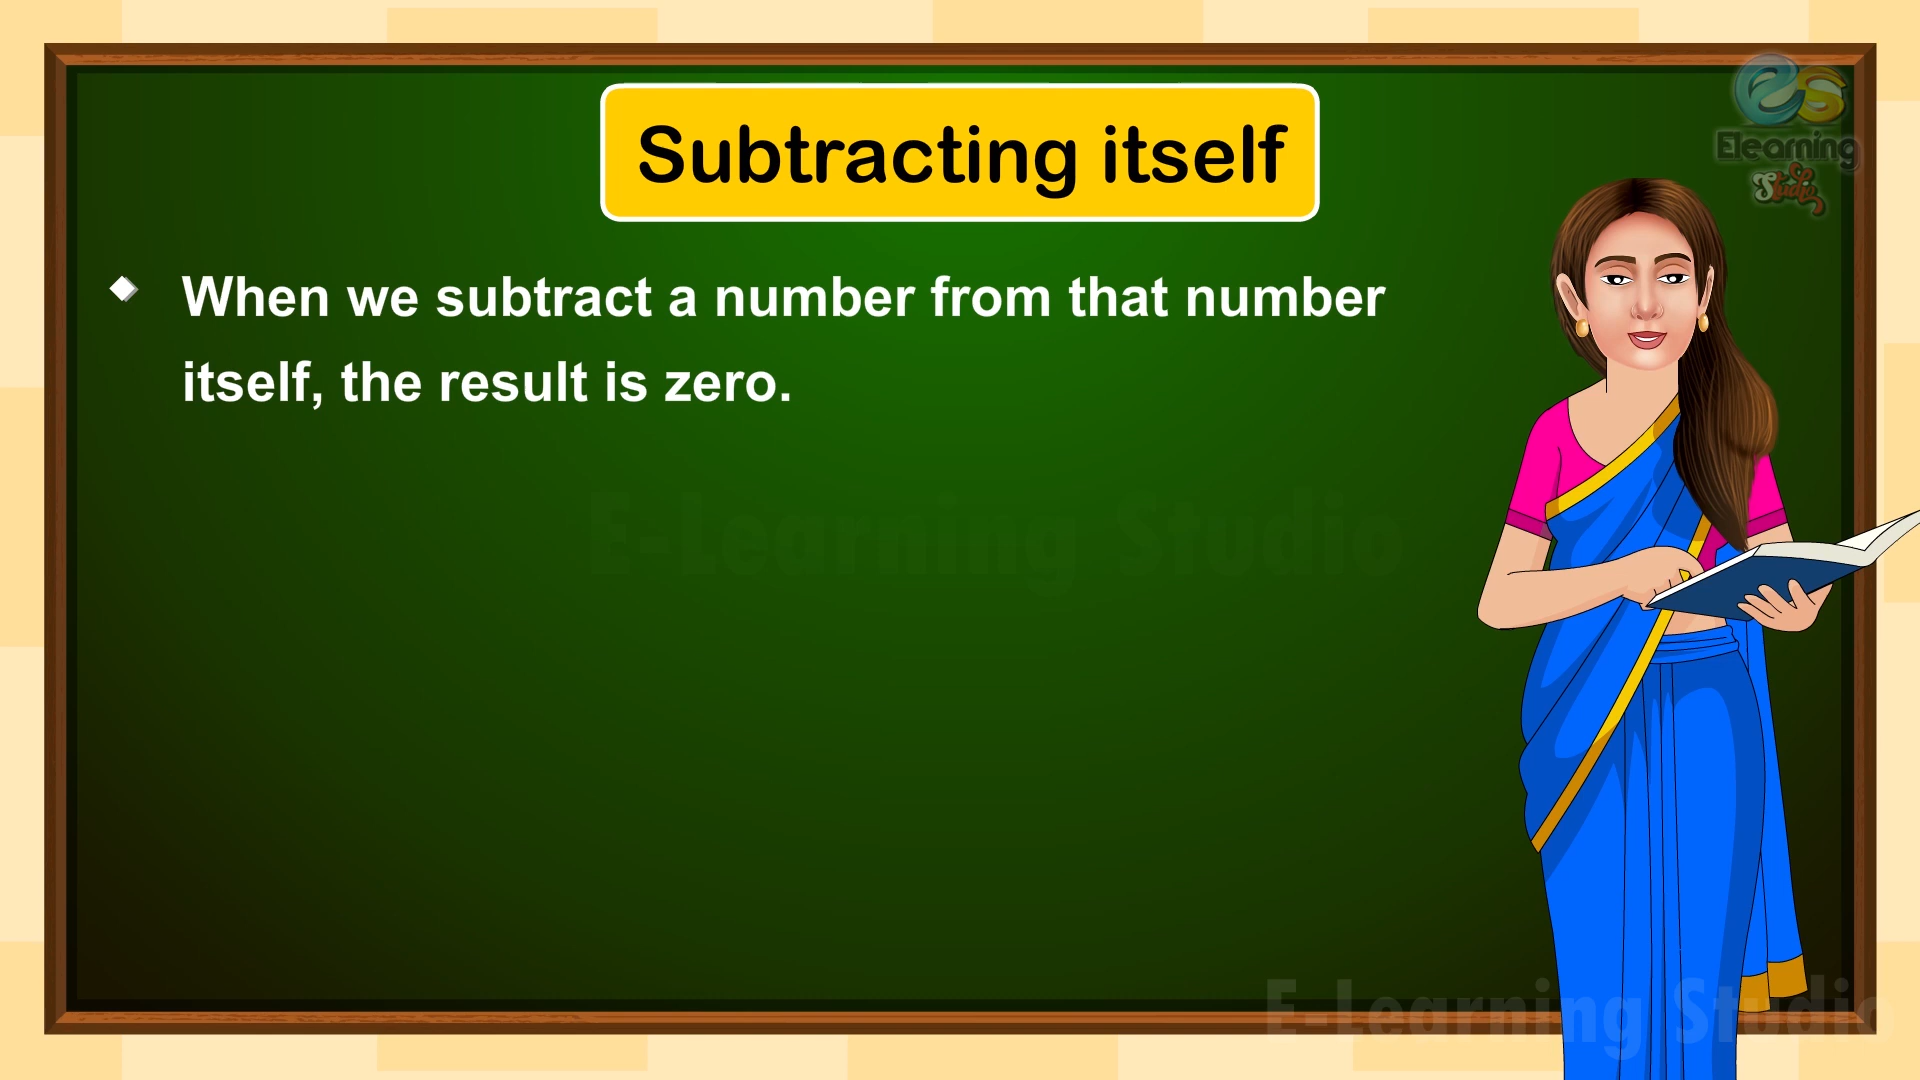 Elearning
Studio
Subtracting itself
When we subtract a number from that number
itself, the result is zero.
E-Learning Studio
E-Learning Studio